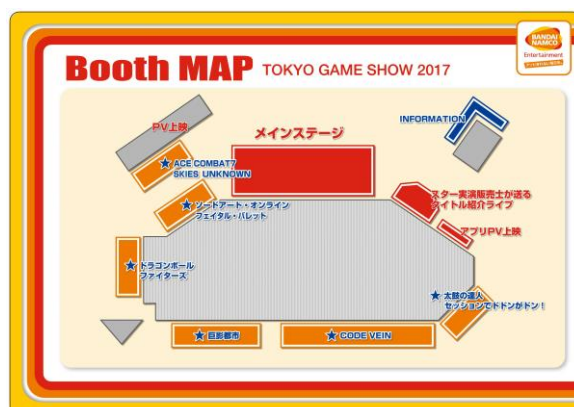 Booth MAP TOKYO GAME SHOW 2017
BANDAI
NAMCO
Entertainment
PV上映
メインステージ
INFORMATION
★ ACE COMBAT7
SKIES UNKNOWN
★ ソードアート・オンライン
フェイタル・バレット
スター実演販売士が送る
タイトル紹介ライブ
アプリPV上映
★ ドラゴンボール
ファイターズ
★ 太鼓の達人
セッションでドドンがドン!
★ 巨影都市
★ CODE VEIN